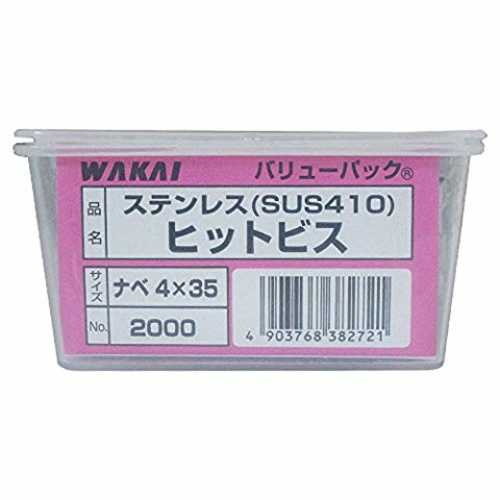 WAKAI バリューパック®
品名 ステンレス(SUS410)
ヒットビス
サイズ ナベ 4×35
No. 2000
4 903768 382721